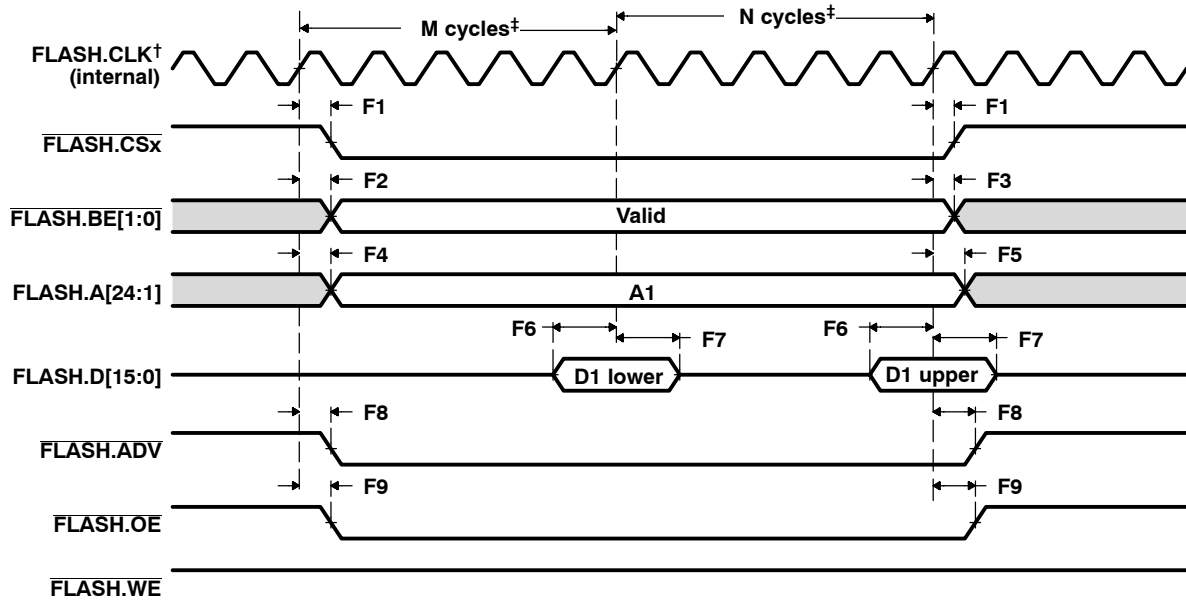 M cycles‡
N cycles‡
FLASH.CLK†
(internal)
F1
F1
FLASH.CSx
F2
F3
FLASH.BE[1:0]
Valid
F4
F5
FLASH.A[24:1]
A1
F6
F7
F6
F7
FLASH.D[15:0]
D1 lower
D1 upper
F8
F8
FLASH.ADV
F9
F9
FLASH.OE
FLASH.WE